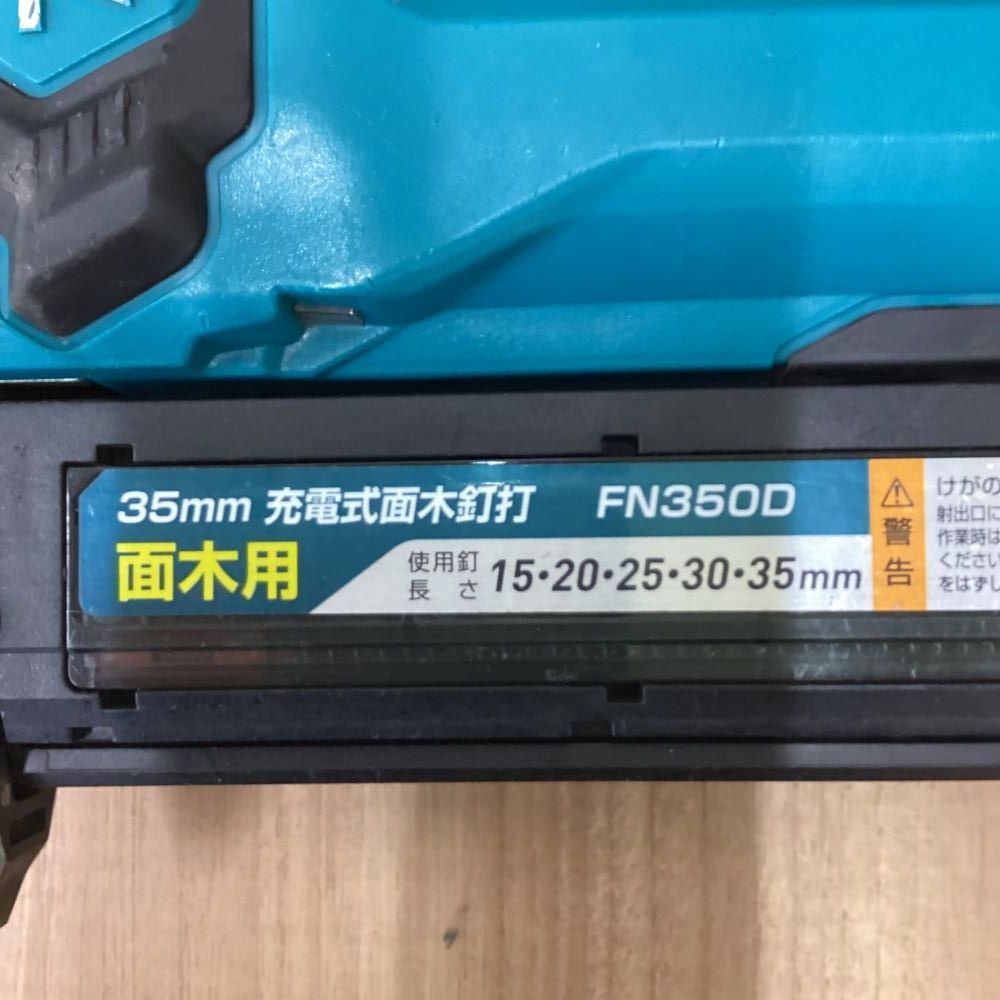 35mm 充電式面木釘打 FN350D
面木用
使用釘
長さ
15・20・25・30・35mm
警告
けがの
射出口に
作業時は
ください
をはずし